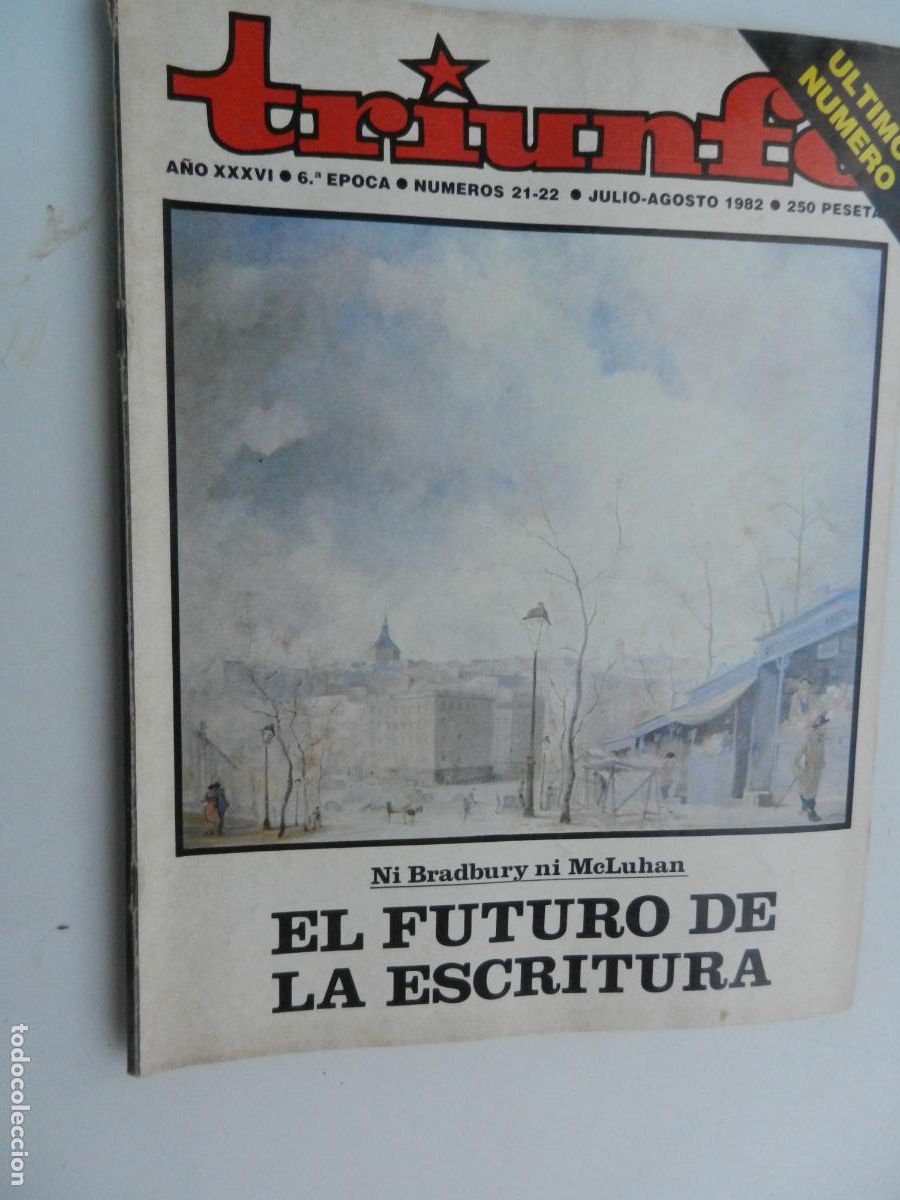 triunfo
ULTIMO
NUMERO
AÑO XXXVI ● 6.ª EPOCA ● NUMEROS 21-22 ● JULIO-AGOSTO 1982 ● 250 PESETA
Ni Bradbury ni McLuhan
EL FUTURO DE
LA ESCRITURA
todocoleccion